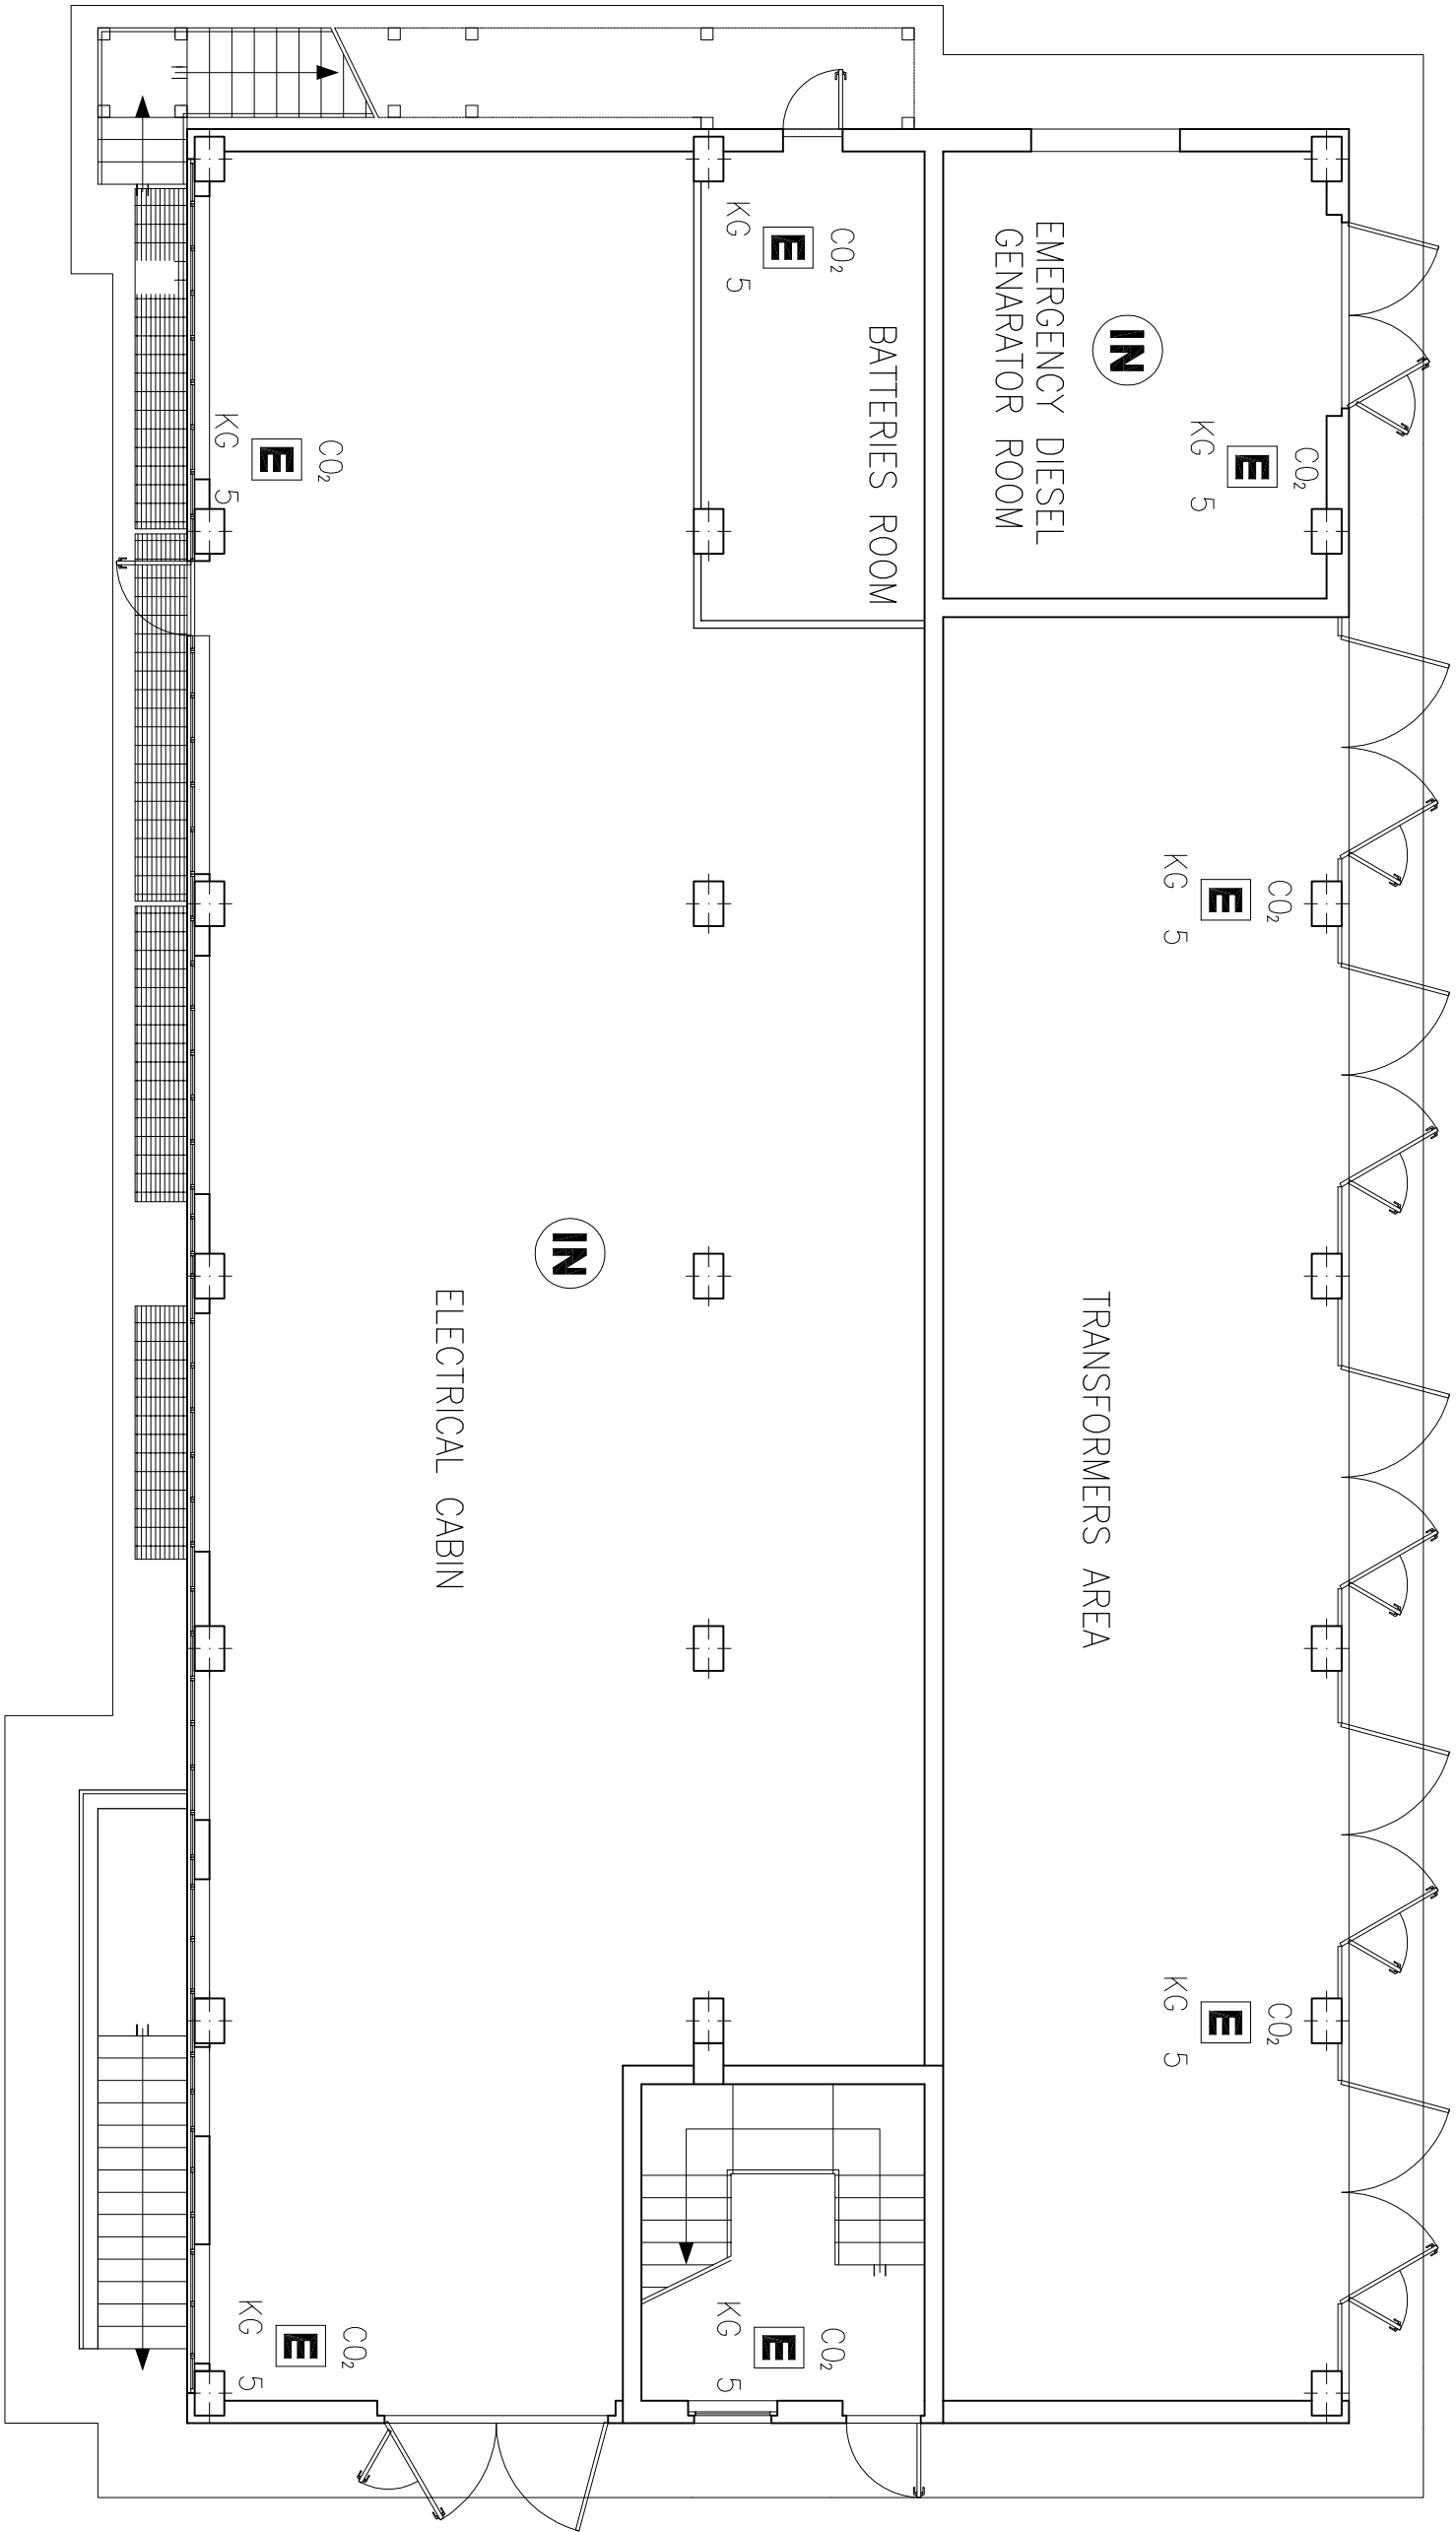 EMERGENCY DIESEL
GENARATOR ROOM
IN
CO₂
E
KG 5
BATTERIES ROOM
CO₂
E
KG 5
CO₂
E
KG 5
CO₂
E
KG 5
TRANSFORMERS AREA
IN
ELECTRICAL CABIN
CO₂
E
KG 5
CO₂
E
KG 5
CO₂
E
KG 5